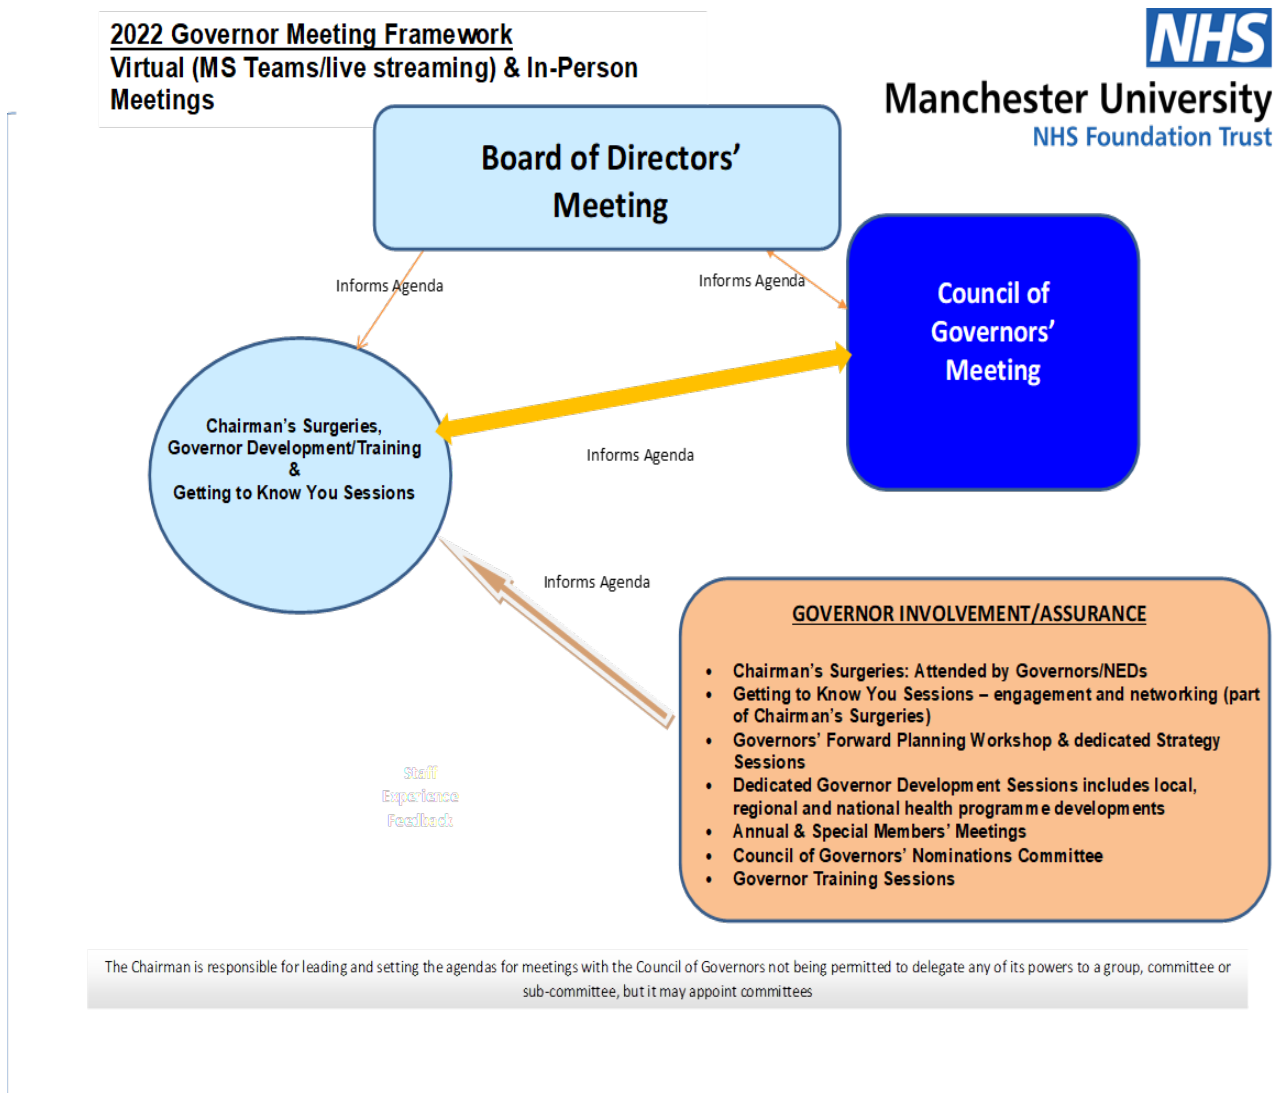 2022 Governor Meeting Framework
Virtual (MS Teams/live streaming) & In-Person
Meetings
NHS
Manchester University
NHS Foundation Trust
Board of Directors’
Meeting
Informs Agenda
Informs Agenda
Council of
Governors’
Meeting
Chairman’s Surgeries,
Governor Development/Training
&
Getting to Know You Sessions
Informs Agenda
Informs Agenda
GOVERNOR INVOLVEMENT/ASSURANCE
• Chairman’s Surgeries: Attended by Governors/NEDs
• Getting to Know You Sessions – engagement and networking (part
of Chairman’s Surgeries)
• Governors’ Forward Planning Workshop & dedicated Strategy
Sessions
• Dedicated Governor Development Sessions includes local,
regional and national health programme developments
• Annual & Special Members’ Meetings
• Council of Governors’ Nominations Committee
• Governor Training Sessions
Staff
Experience
Feedback
The Chairman is responsible for leading and setting the agendas for meetings with the Council of Governors not being permitted to delegate any of its powers to a group, committee or
sub-committee, but it may appoint committees